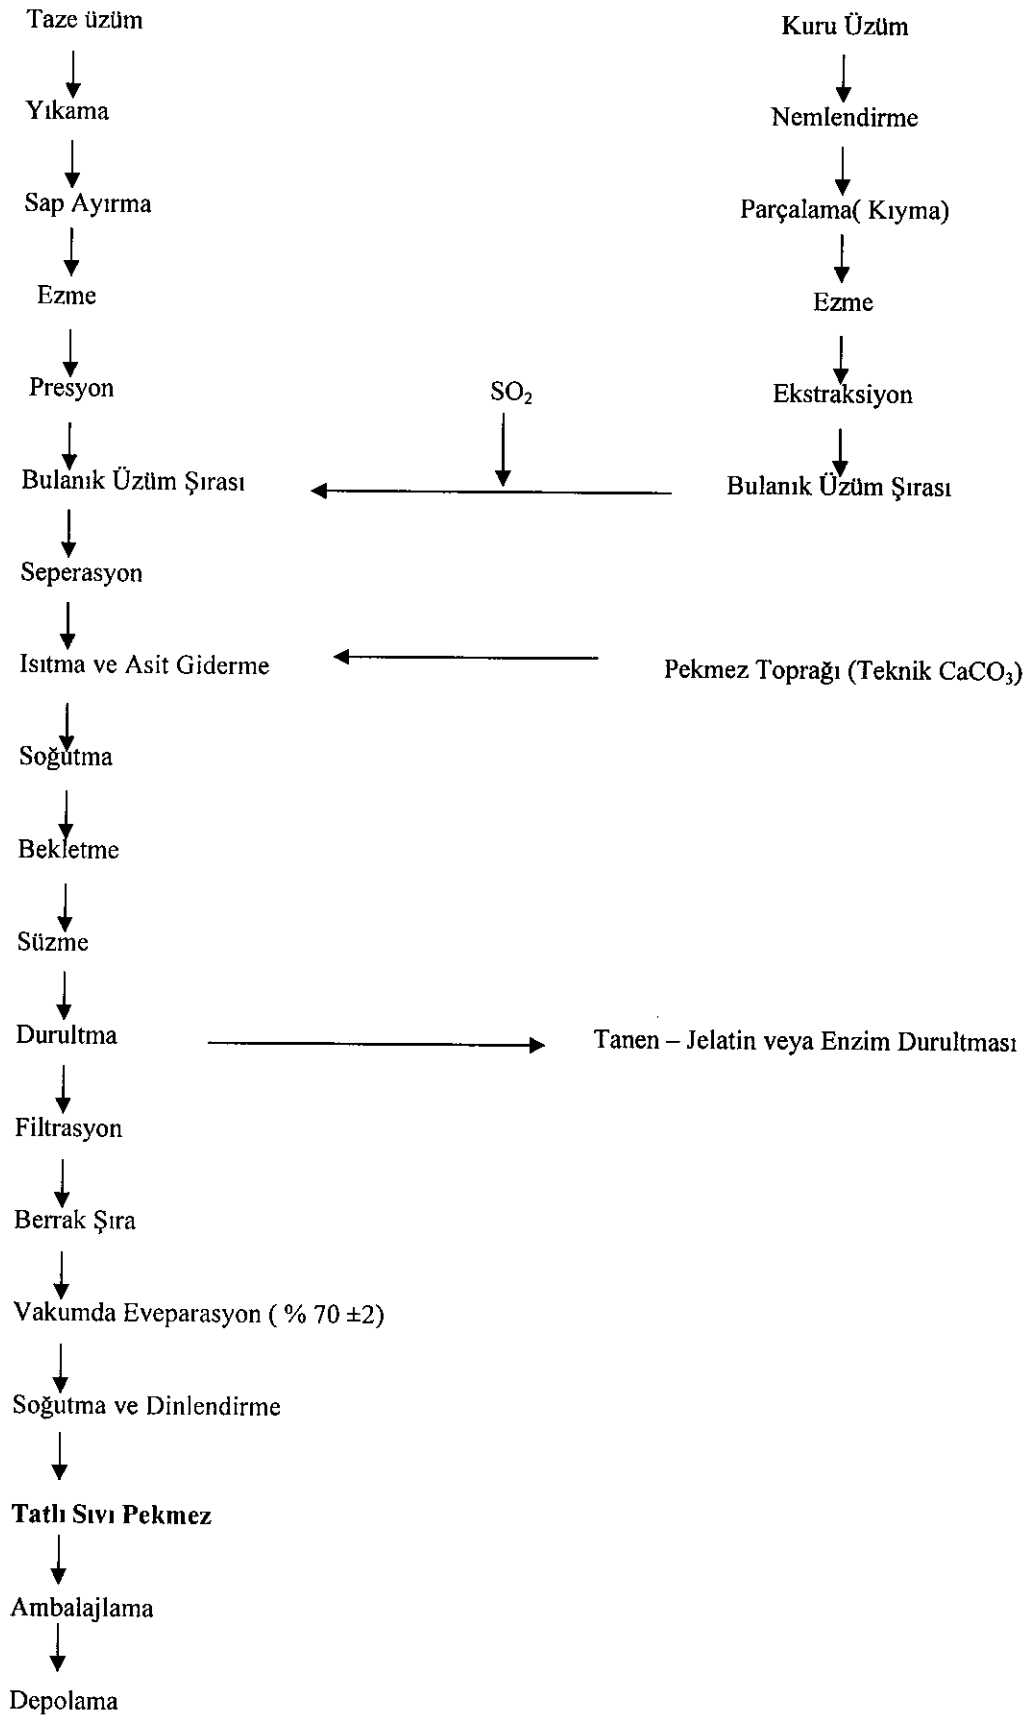 Taze üzüm
Kuru Üzüm
Yıkama
Nemlendirme
Sap Ayırma
Parçalama( Kıyma)
Ezme
Ezme
Presyon
SO₂
Ekstraksiyon
Bulanık Üzüm Şırası
Bulanık Üzüm Şırası
Seperasyon
Isıtma ve Asit Giderme
Pekmez Toprağı (Teknik CaCO₃)
Soğutma
Bekletme
Süzme
Durultma
Tanen – Jelatin veya Enzim Durultması
Filtrasyon
Berrak Şıra
Vakumda Eveparasyon ( % 70 ±2)
Soğutma ve Dinlendirme
Tatlı Sıvı Pekmez
Ambalajlama
Depolama